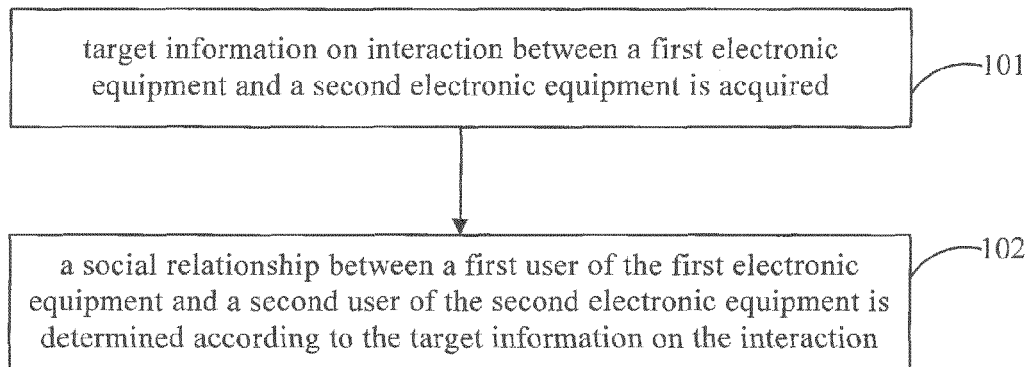 target information on interaction between a first electronic
equipment and a second electronic equipment is acquired
101
a social relationship between a first user of the first electronic
equipment and a second user of the second electronic equipment is
determined according to the target information on the interaction
102